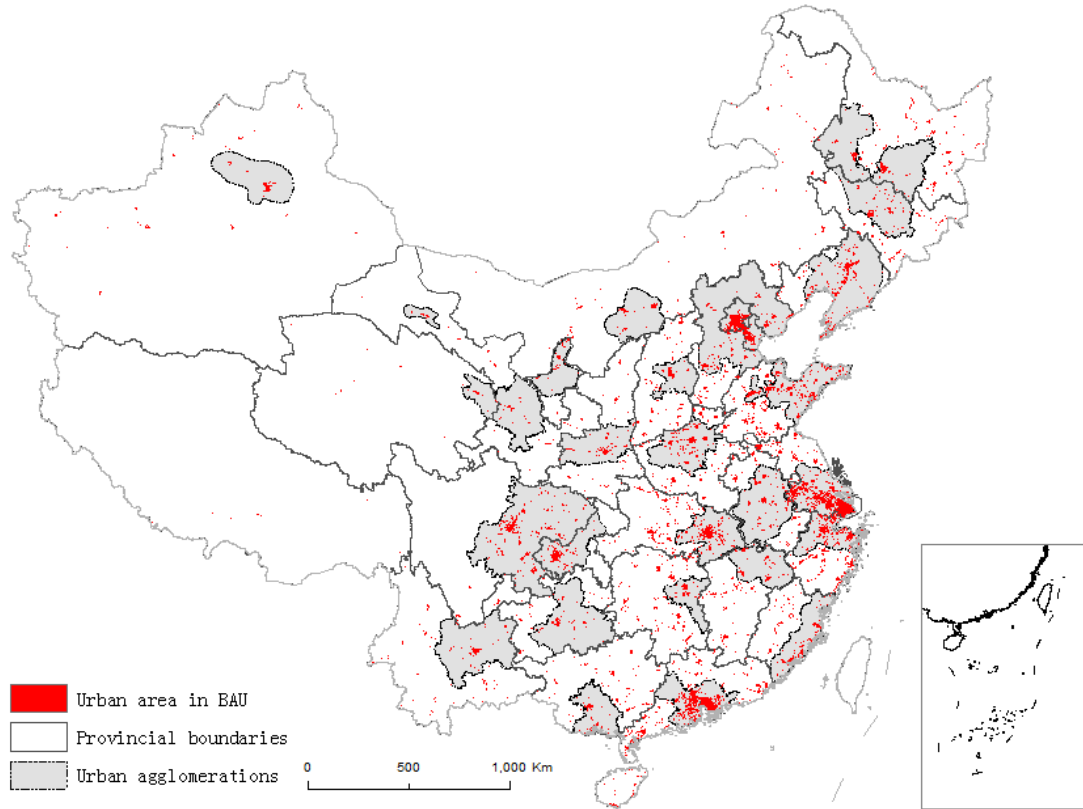 Urban area in BAU
Provincial boundaries
Urban agglomerations
0 500 1,000 Km